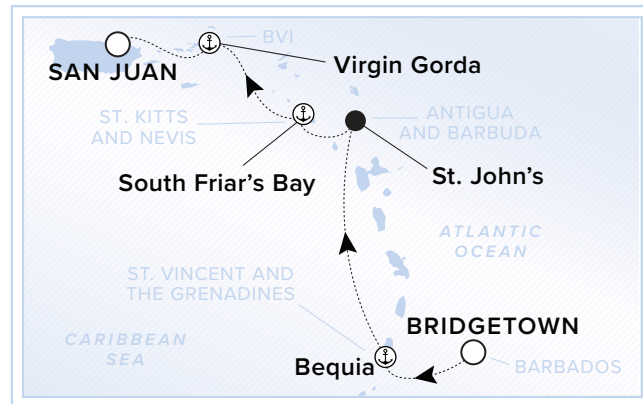 BVI
SAN JUAN
Virgin Gorda
ST. KITTS
AND NEVIS
ANTIGUA
AND BARBUDA
South Friar's Bay
St. John's
ATLANTIC
OCEAN
ST. VINCENT AND
THE GRENADINES
CARIBBEAN
SEA
BRIDGETOWN
Bequia
BARBADOS